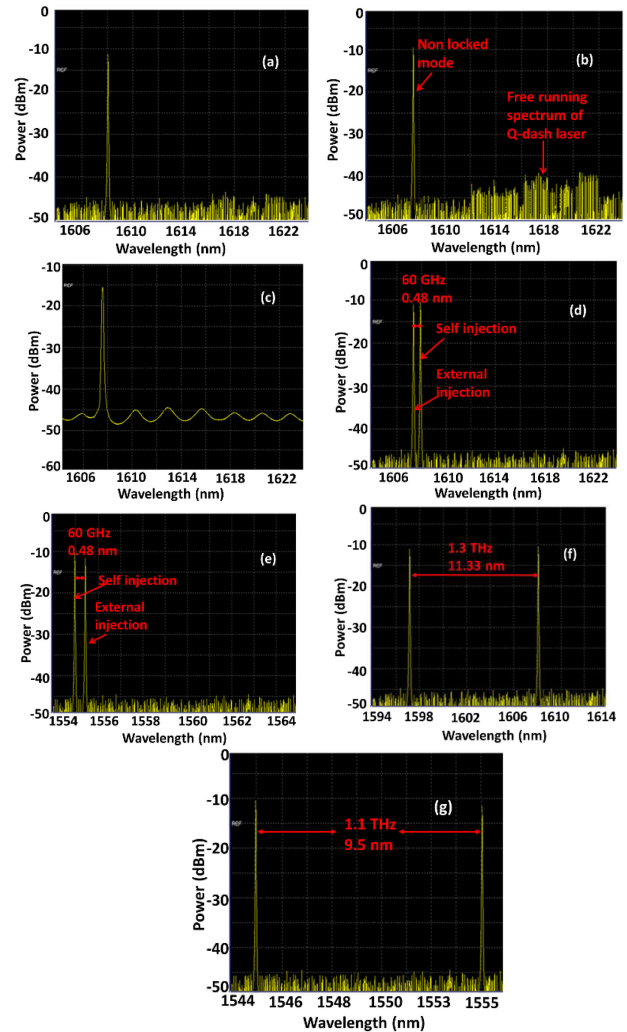 -10
-20
-30
-40
-50
Power (dBm)
REF
(a)
1606 1610 1614 1618 1622
Wavelength (nm)
0
-10
-20
-30
-40
-50
Power (dBm)
REF
(b)
Non locked
mode
Free running
spectrum of
Q-dash laser
1606 1610 1614 1618 1622
Wavelength (nm)
-10
-20
-30
-40
-50
-60
Power (dBm)
REF
(c)
1606 1610 1614 1618 1622
Wavelength (nm)
0
-10
-20
-30
-40
-50
Power (dBm)
REF
60 GHz
0.48 nm
(d)
Self injection
External
injection
1606 1610 1614 1618 1622
Wavelength (nm)
0
-10
-20
-30
-40
-50
Power (dBm)
REF
60 GHz
0.48 nm
(e)
Self injection
External
injection
1554 1556 1558 1560 1562 1564
Wavelength (nm)
0
-10
-20
-30
-40
-50
Power (dBm)
REF
(f)
1.3 THz
11.33 nm
1594 1598 1602 1606 1610 1614
Wavelength (nm)
0
-10
-20
-30
-40
-50
Power (dBm)
REF
(g)
1.1 THz
9.5 nm
1544 1546 1548 1550 1553 1555
Wavelength (nm)